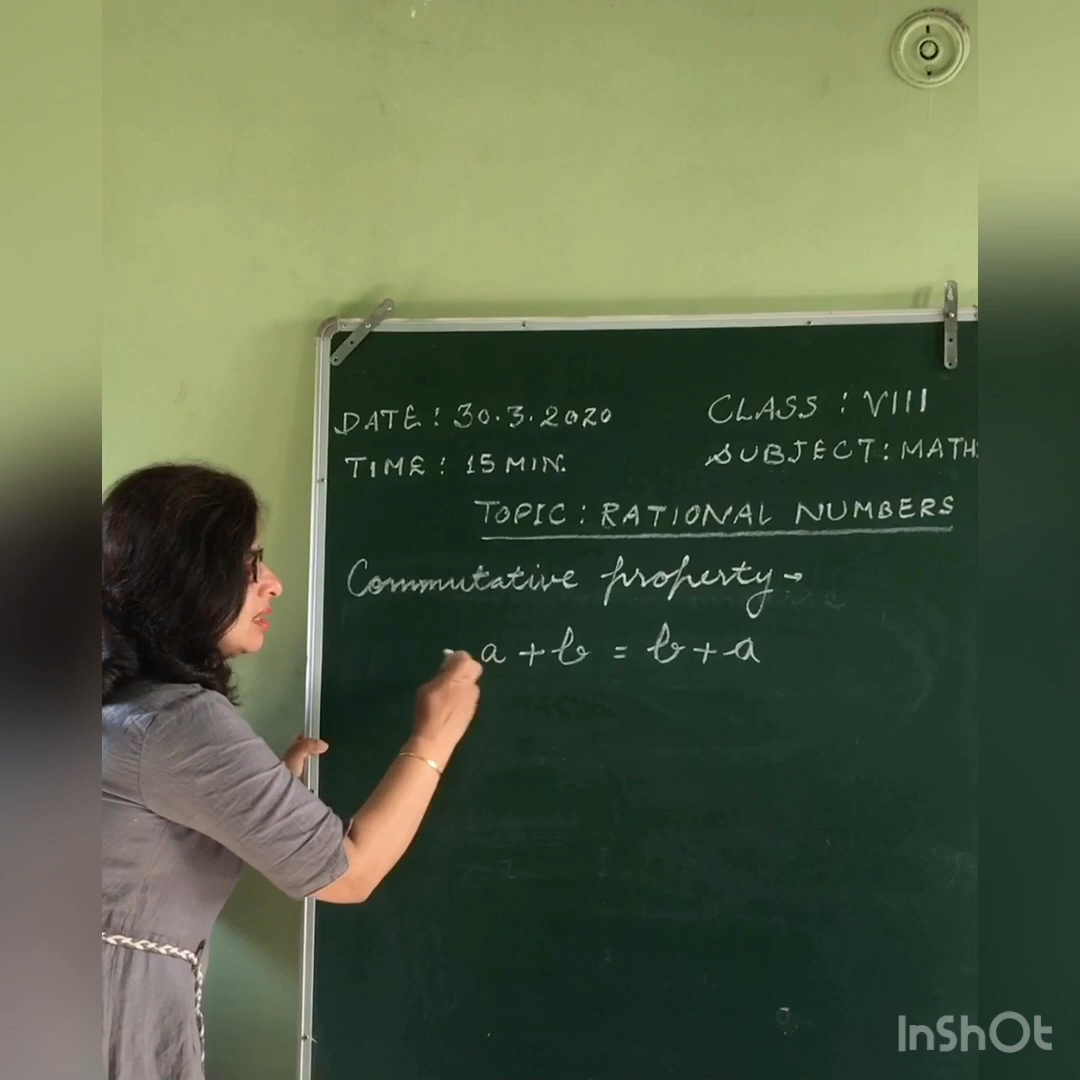 DATE : 30.3.2020
CLASS : VIII
TIME : 15 MIN.
SUBJECT : MATH
TOPIC : RATIONAL NUMBERS
Commutative property →
a + b = b + a
InShOt